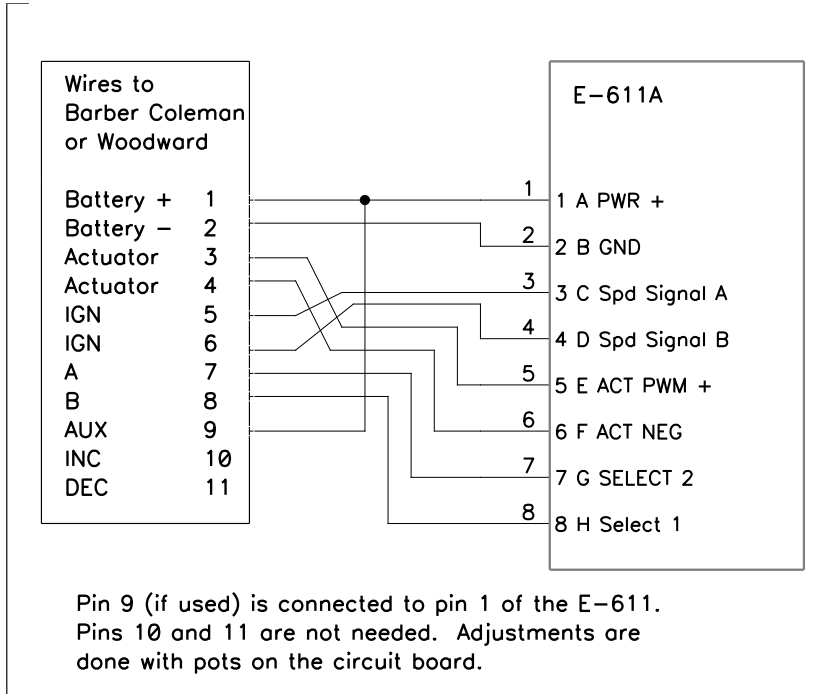 Wires to
Barber Coleman
or Woodward
Battery + 1
Battery - 2
Actuator 3
Actuator 4
IGN 5
IGN 6
A 7
B 8
AUX 9
INC 10
DEC 11
E-611A
1
1 A PWR +
2
2 B GND
3
3 C Spd Signal A
4
4 D Spd Signal B
5
5 E ACT PWM +
6
6 F ACT NEG
7
7 G SELECT 2
8
8 H Select 1
Pin 9 (if used) is connected to pin 1 of the E-611.
Pins 10 and 11 are not needed. Adjustments are
done with pots on the circuit board.